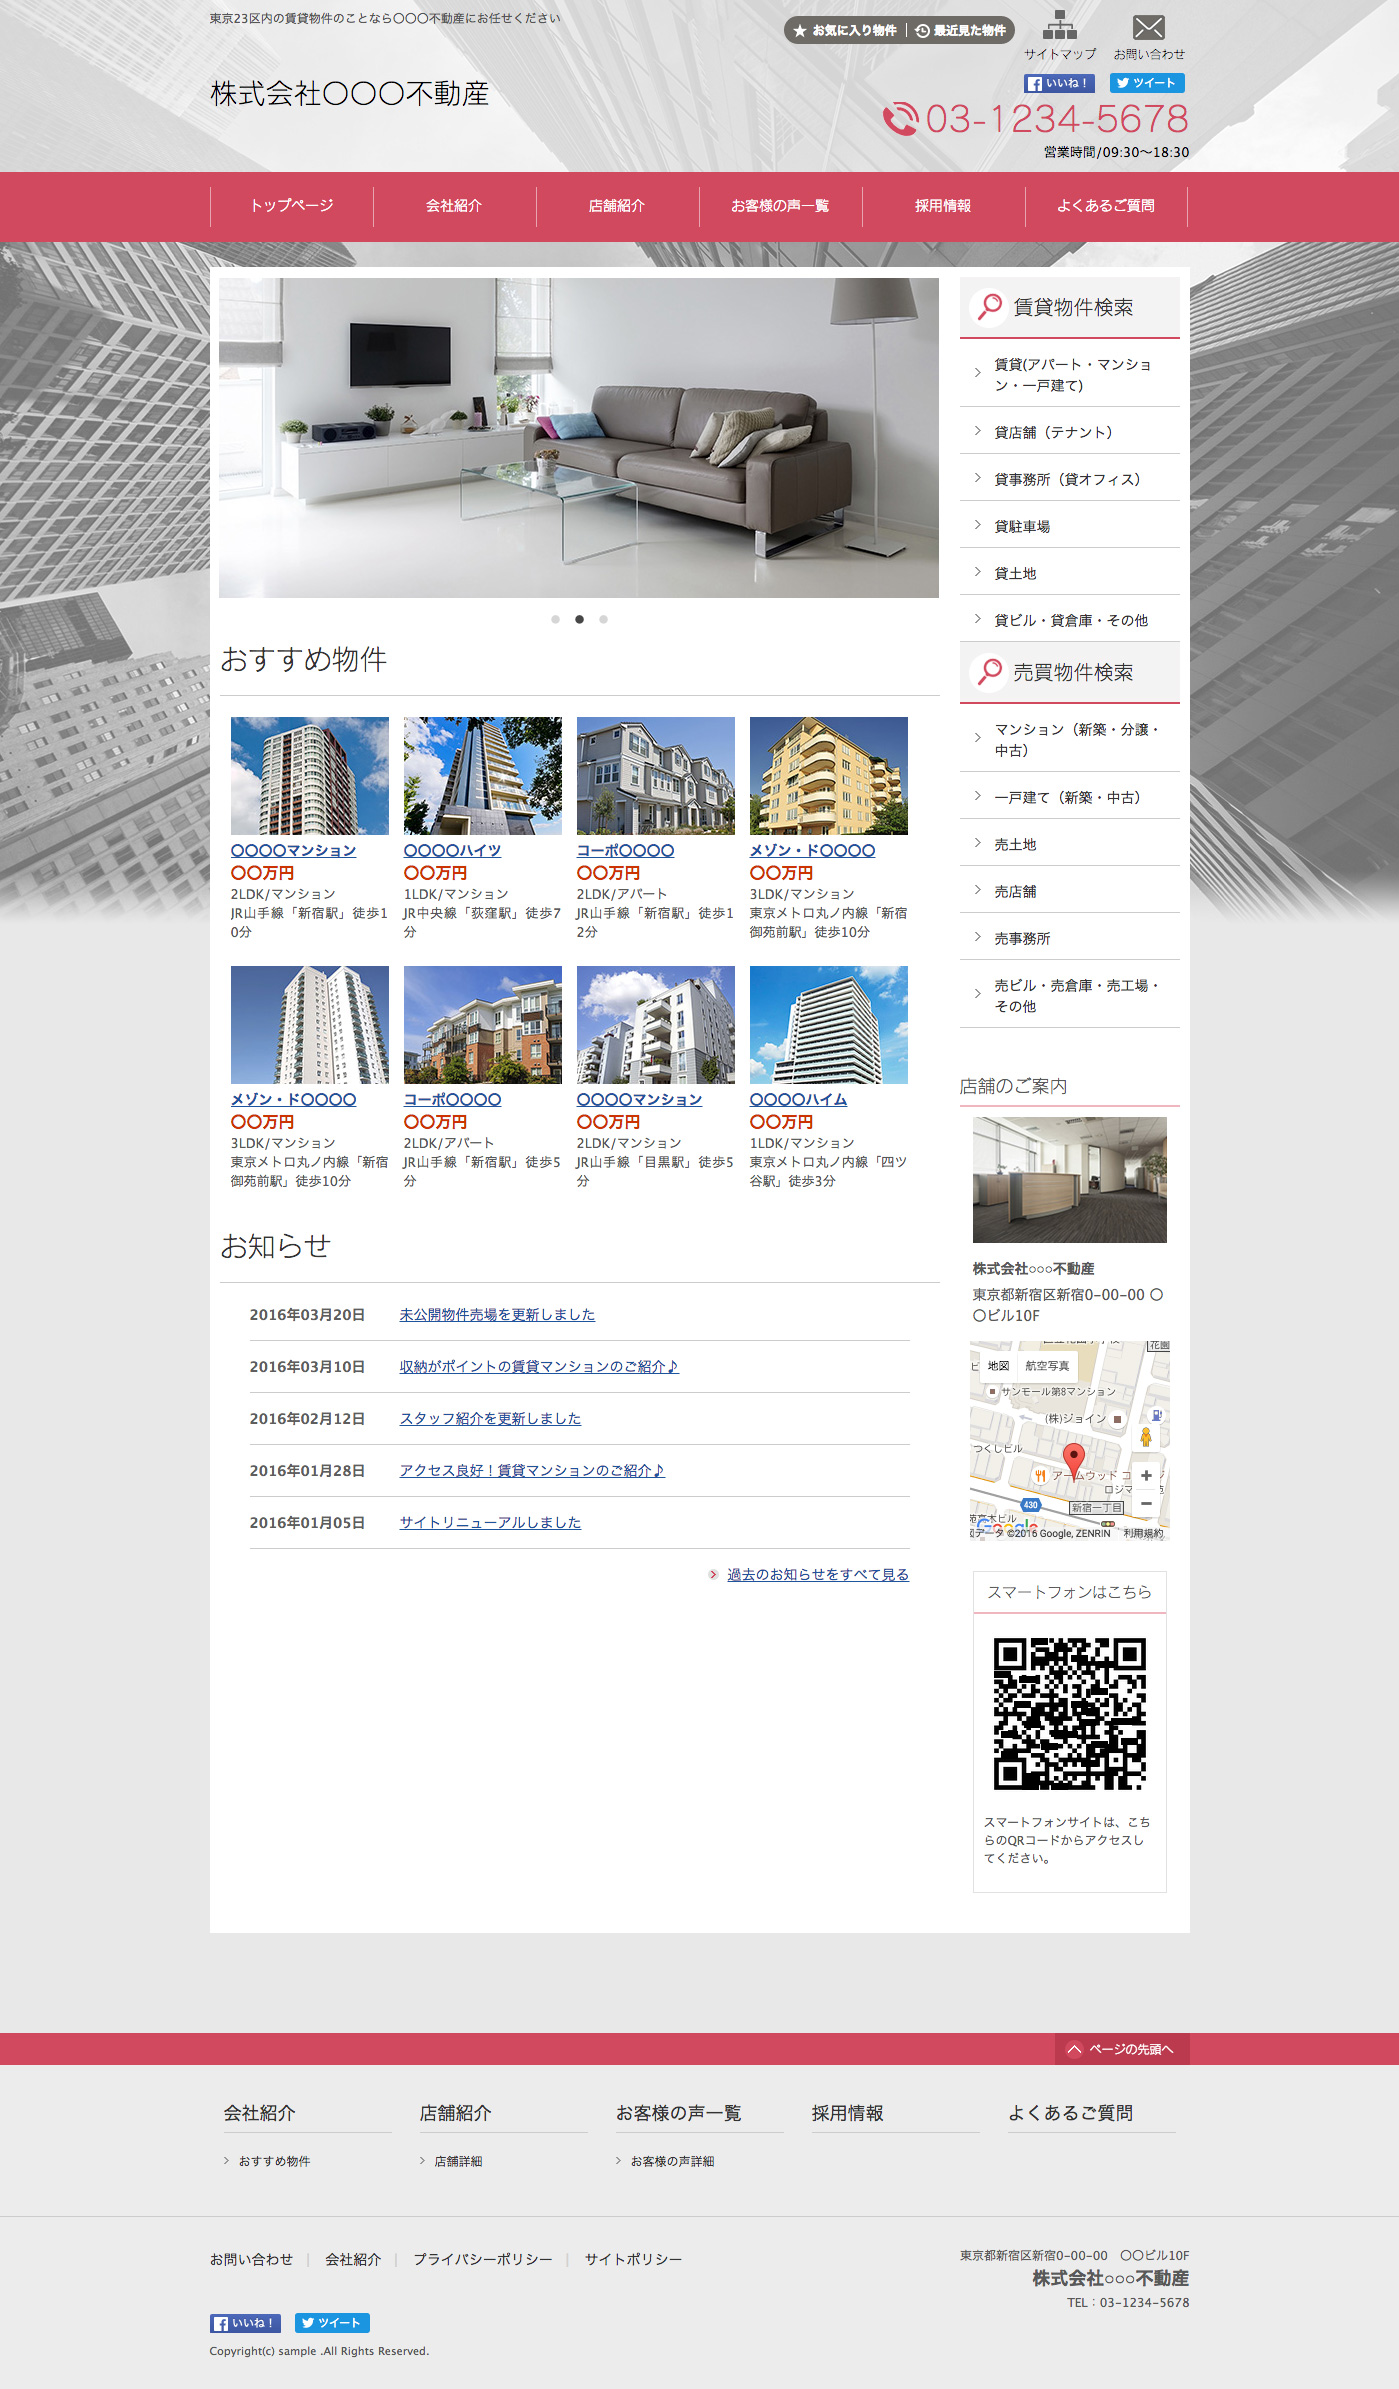 東京23区内の賃貸物件のことなら〇〇〇不動産にお任せください
お気に入り物件
最近見た物件
サイトマップ
お問い合わせ
株式会社〇〇〇不動産
いいね！
ツイート
03-1234-5678
営業時間/09:30〜18:30
トップページ
会社紹介
店舗紹介
お客様の声一覧
採用情報
よくあるご質問
賃貸物件検索
賃貸(アパート・マンショ
ン・一戸建て)
貸店舗（テナント）
貸事務所（貸オフィス）
貸駐車場
貸土地
貸ビル・貸倉庫・その他
売買物件検索
マンション（新築・分譲・
中古）
一戸建て（新築・中古）
売土地
売店舗
売事務所
売ビル・売倉庫・売工場・
その他
おすすめ物件
〇〇〇〇マンション
〇〇万円
2LDK/マンション
JR山手線「新宿駅」徒歩1
0分
〇〇〇〇ハイツ
〇〇万円
1LDK/マンション
JR中央線「荻窪駅」徒歩7
分
コーポ〇〇〇〇
〇〇万円
2LDK/アパート
JR山手線「新宿駅」徒歩1
2分
メゾン・ド〇〇〇〇
〇〇万円
3LDK/マンション
東京メトロ丸ノ内線「新宿
御苑前駅」徒歩10分
メゾン・ド〇〇〇〇
〇〇万円
3LDK/マンション
東京メトロ丸ノ内線「新宿
御苑前駅」徒歩10分
コーポ〇〇〇〇
〇〇万円
2LDK/アパート
JR山手線「新宿駅」徒歩5
分
〇〇〇〇マンション
〇〇万円
2LDK/マンション
JR山手線「目黒駅」徒歩5
分
〇〇〇〇ハイム
〇〇万円
1LDK/マンション
東京メトロ丸ノ内線「四ツ
谷駅」徒歩3分
お知らせ
2016年03月20日 未公開物件売場を更新しました
2016年03月10日 収納がポイントの賃貸マンションのご紹介♪
2016年02月12日 スタッフ紹介を更新しました
2016年01月28日 アクセス良好！賃貸マンションのご紹介♪
2016年01月05日 サイトリニューアルしました
過去のお知らせをすべて見る
店舗のご案内
株式会社○○○不動産
東京都新宿区新宿0-00-00 〇
〇ビル10F
花園
地図
航空写真
サンモール第8マンション
(株)ジョイン
つくしビル
アームウッド コ
ロジマ
430
新宿一丁目
Google
データ ©2016 Google, ZENRIN
利用規約
スマートフォンはこちら
スマートフォンサイトは、こち
らのQRコードからアクセスし
てください。
ページの先頭へ
会社紹介
おすすめ物件
店舗紹介
店舗詳細
お客様の声一覧
お客様の声詳細
採用情報
よくあるご質問
お問い合わせ
会社紹介
プライバシーポリシー
サイトポリシー
東京都新宿区新宿0-00-00　〇〇ビル10F
株式会社○○○不動産
TEL：03-1234-5678
いいね！
ツイート
Copyright(c) sample .All Rights Reserved.